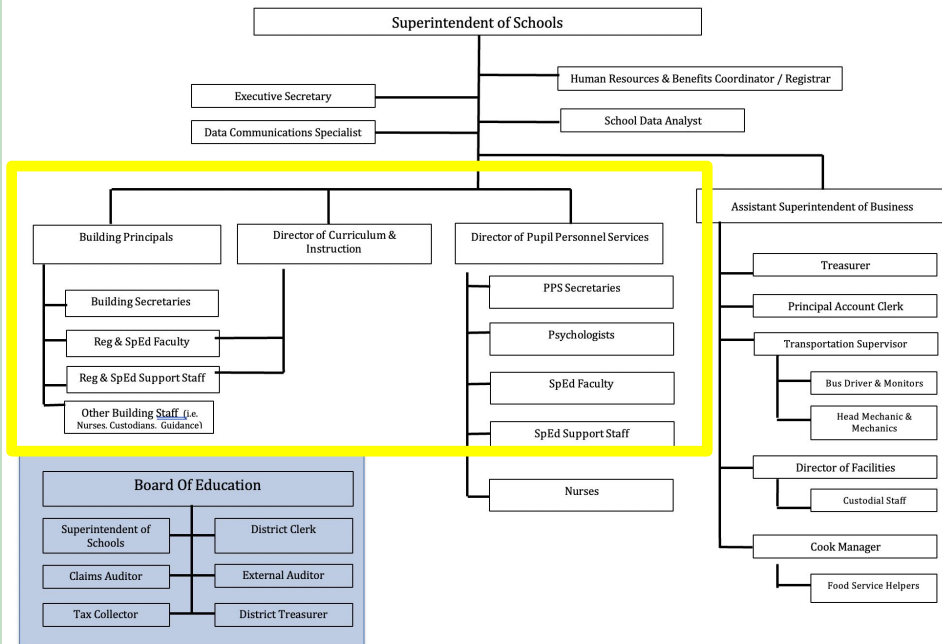 Superintendent of Schools
Human Resources & Benefits Coordinator / Registrar
Executive Secretary
School Data Analyst
Data Communications Specialist
Assistant Superintendent of Business
Building Principals
Director of Curriculum &
Instruction
Director of Pupil Personnel Services
Building Secretaries
Reg & SpEd Faculty
Reg & SpEd Support Staff
Other Building Staff (i.e.
Nurses, Custodians, Guidance)
PPS Secretaries
Psychologists
SpEd Faculty
SpEd Support Staff
Nurses
Treasurer
Principal Account Clerk
Transportation Supervisor
Bus Driver & Monitors
Head Mechanic &
Mechanics
Director of Facilities
Custodial Staff
Cook Manager
Food Service Helpers
Board Of Education
Superintendent of
Schools
District Clerk
Claims Auditor
External Auditor
Tax Collector
District Treasurer